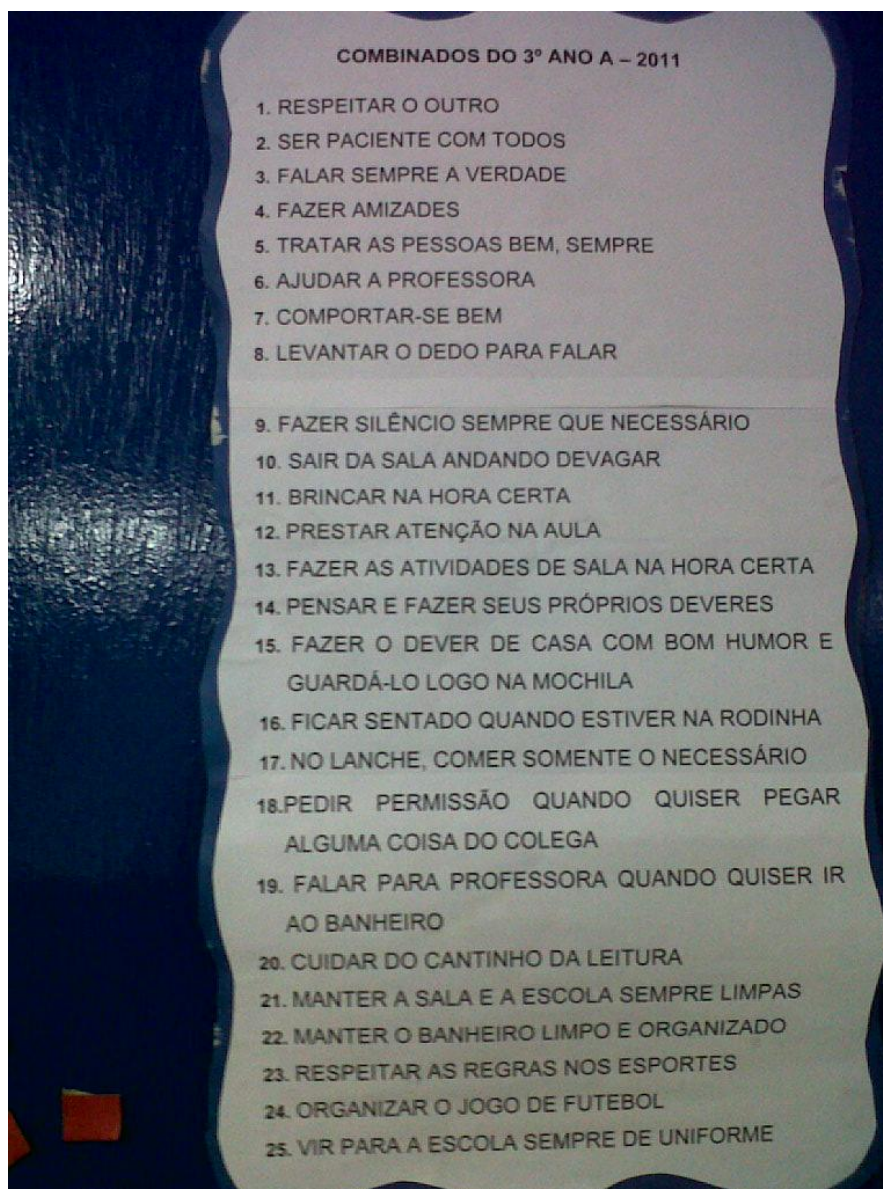 COMBINADOS DO 3º ANO A – 2011
1. RESPEITAR O OUTRO
2. SER PACIENTE COM TODOS
3. FALAR SEMPRE A VERDADE
4. FAZER AMIZADES
5. TRATAR AS PESSOAS BEM, SEMPRE
6. AJUDAR A PROFESSORA
7. COMPORTAR-SE BEM
8. LEVANTAR O DEDO PARA FALAR
9. FAZER SILÊNCIO SEMPRE QUE NECESSÁRIO
10. SAIR DA SALA ANDANDO DEVAGAR
11. BRINCAR NA HORA CERTA
12. PRESTAR ATENÇÃO NA AULA
13. FAZER AS ATIVIDADES DE SALA NA HORA CERTA
14. PENSAR E FAZER SEUS PRÓPRIOS DEVERES
15. FAZER O DEVER DE CASA COM BOM HUMOR E
GUARDÁ-LO LOGO NA MOCHILA
16. FICAR SENTADO QUANDO ESTIVER NA RODINHA
17. NO LANCHE, COMER SOMENTE O NECESSÁRIO
18.PEDIR PERMISSÃO QUANDO QUISER PEGAR
ALGUMA COISA DO COLEGA
19. FALAR PARA PROFESSORA QUANDO QUISER IR
AO BANHEIRO
20. CUIDAR DO CANTINHO DA LEITURA
21. MANTER A SALA E A ESCOLA SEMPRE LIMPAS
22. MANTER O BANHEIRO LIMPO E ORGANIZADO
23. RESPEITAR AS REGRAS NOS ESPORTES
24. ORGANIZAR O JOGO DE FUTEBOL
25. VIR PARA A ESCOLA SEMPRE DE UNIFORME